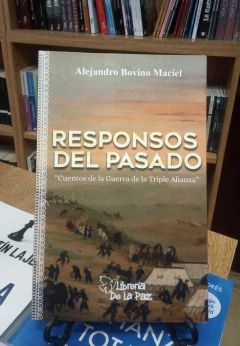 Alejandro Bovino Maciel
RESPONSOS
DEL PASADO
"Cuentos de la Guerra de la Triple Alianza"
Librería
De La Paz